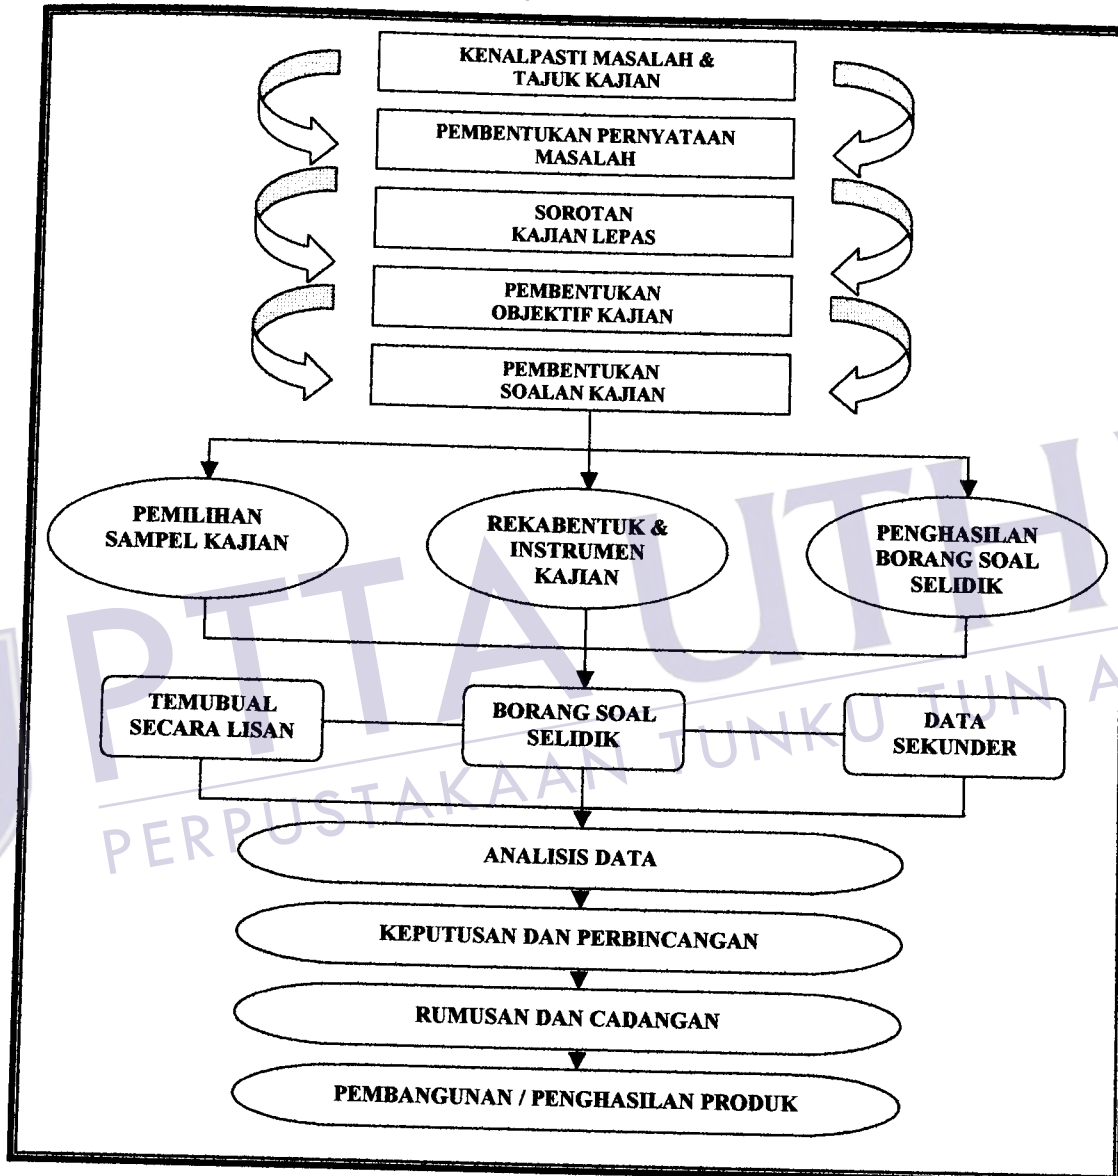 KENALPASTI MASALAH &
TAJUK KAJIAN
PEMBENTUKAN PERNYATAAN
MASALAH
SOROTAN
KAJIAN LEPAS
PEMBENTUKAN
OBJEKTIF KAJIAN
PEMBENTUKAN
SOALAN KAJIAN
PEMILIHAN
SAMPEL KAJIAN
REKABENTUK &
INSTRUMEN
KAJIAN
PENGHASILAN
BORANG SOAL
SELIDIK
TEMUBUAL
SECARA LISAN
BORANG SOAL
SELIDIK
DATA
SEKUNDER
ANALISIS DATA
KEPUTUSAN DAN PERBINCANGAN
RUMUSAN DAN CADANGAN
PEMBANGUNAN / PENGHASILAN PRODUK
PTTA UTH
PERPUSTAKAAN TUNKU TUN A